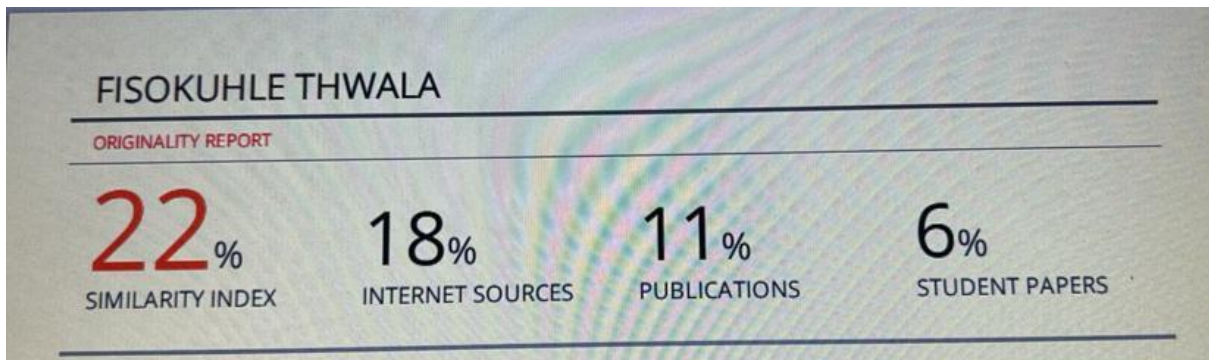 FISOKUHLE THWALA
ORIGINALITY REPORT
22% 18% 11% 6%
SIMILARITY INDEX INTERNET SOURCES PUBLICATIONS STUDENT PAPERS